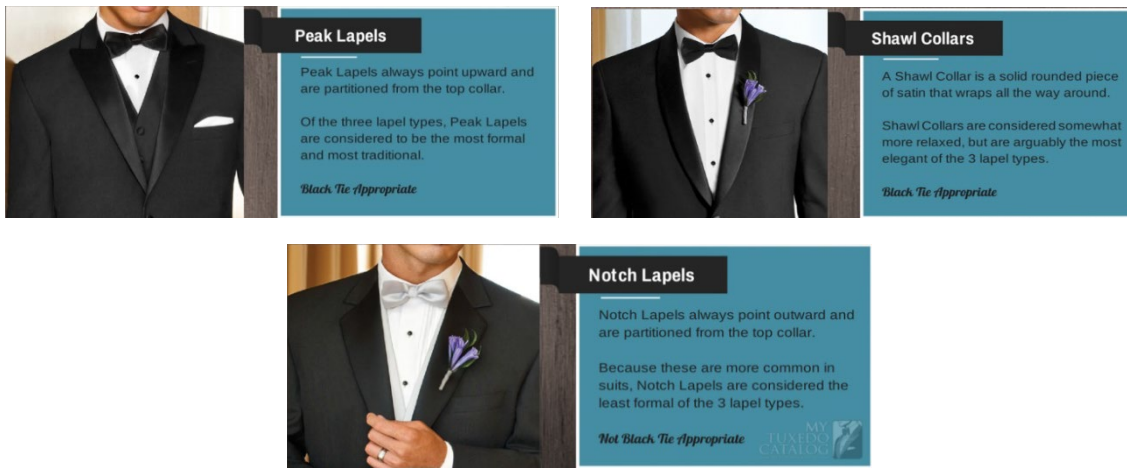 Peak Lapels
Peak Lapels always point upward and
are partitioned from the top collar.
Of the three lapel types, Peak Lapels
are considered to be the most formal
and most traditional.
Black Tie Appropriate
Shawl Collars
A Shawl Collar is a solid rounded piece
of satin that wraps all the way around.
Shawl Collars are considered somewhat
more relaxed, but are arguably the most
elegant of the 3 lapel types.
Black Tie Appropriate
Notch Lapels
Notch Lapels always point outward and
are partitioned from the top collar.
Because these are more common in
suits, Notch Lapels are considered the
least formal of the 3 lapel types.
Not Black Tie Appropriate
MY
TUXEDO
CATALOG